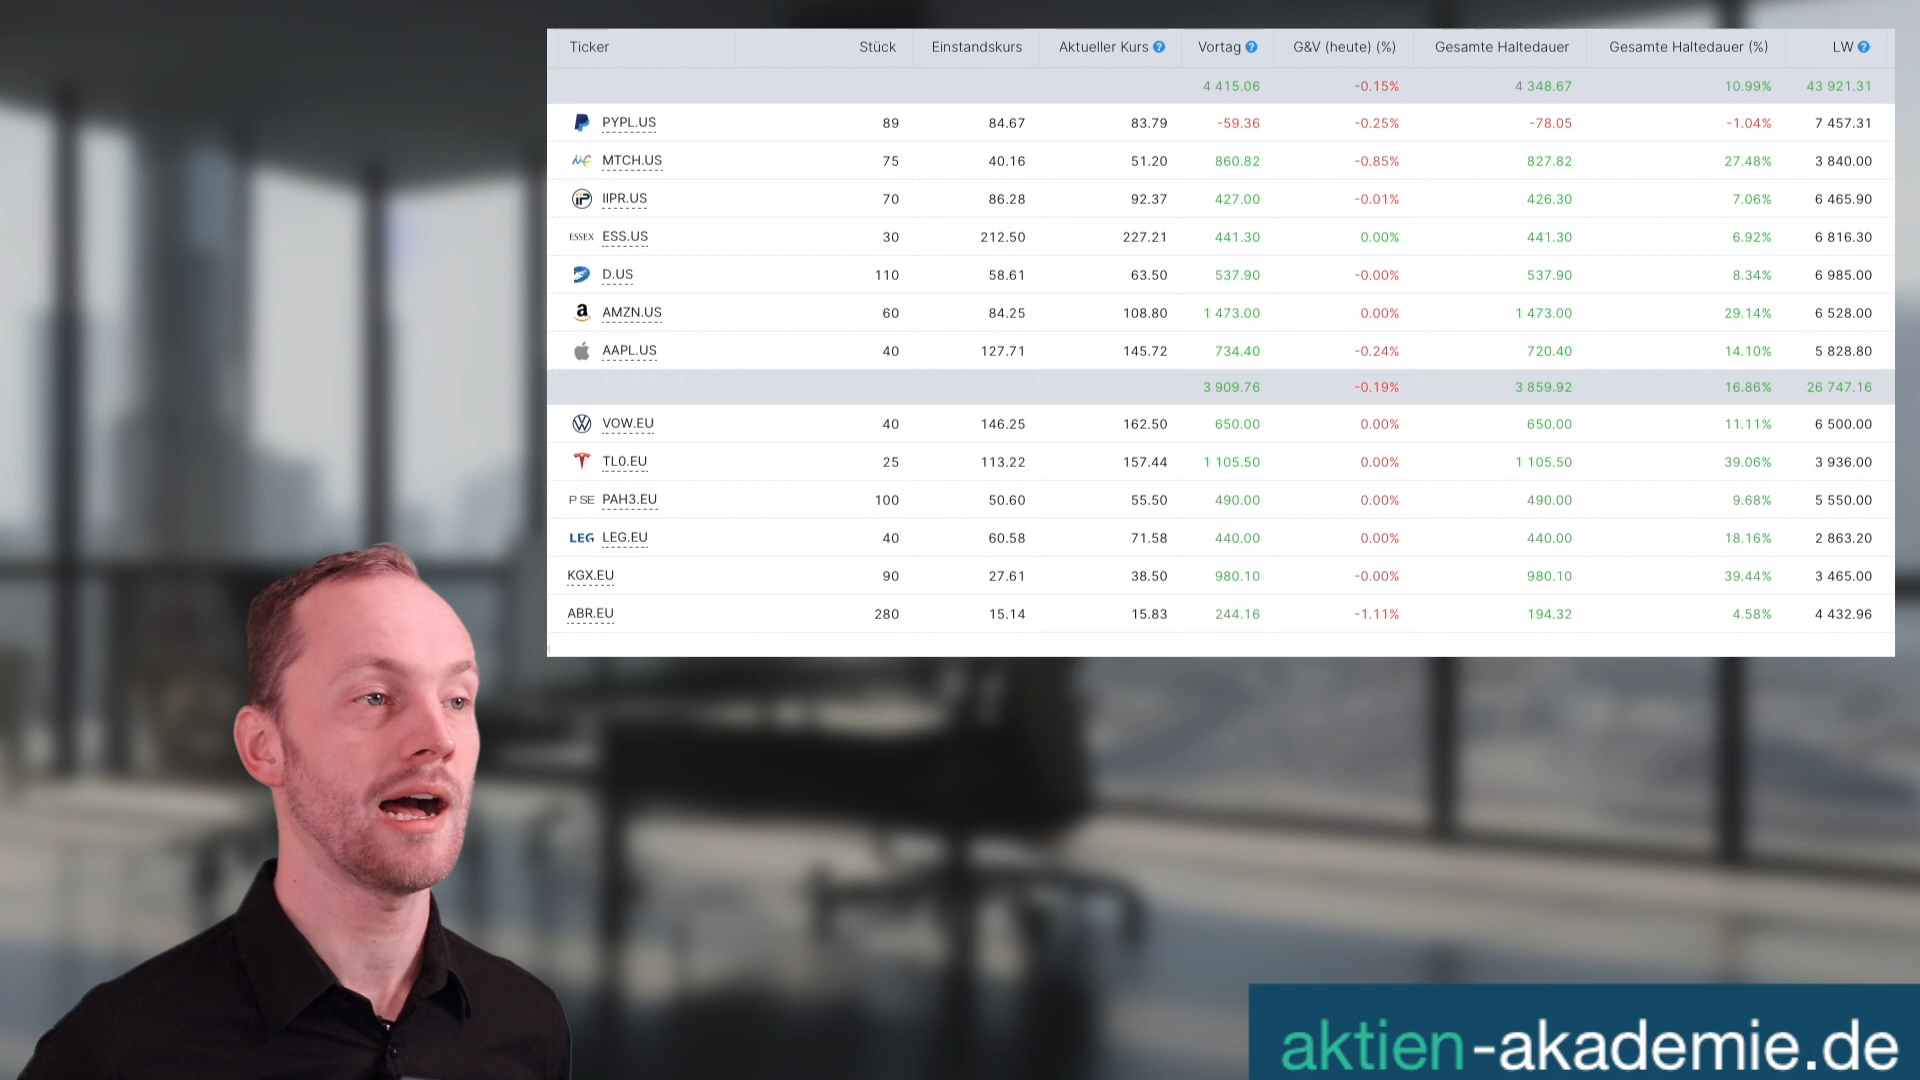 Ticker Stück Einstandskurs Aktueller Kurs ? Vortag ? G&V (heute) (%) Gesamte Haltedauer Gesamte Haltedauer (%) LW ?
4 415.06 -0.15% 4 348.67 10.99% 43 921.31
PYPL.US 89 84.67 83.79 -59.36 -0.25% -78.05 -1.04% 7 457.31
MTCH.US 75 40.16 51.20 860.82 -0.85% 827.82 27.48% 3 840.00
IIPR.US 70 86.28 92.37 427.00 -0.01% 426.30 7.06% 6 465.90
ESSEX ESS.US 30 212.50 227.21 441.30 0.00% 441.30 6.92% 6 816.30
D.US 110 58.61 63.50 537.90 -0.00% 537.90 8.34% 6 985.00
a AMZN.US 60 84.25 108.80 1 473.00 0.00% 1 473.00 29.14% 6 528.00
AAPL.US 40 127.71 145.72 734.40 -0.24% 720.40 14.10% 5 828.80
3 909.76 -0.19% 3 859.92 16.86% 26 747.16
VOW.EU 40 146.25 162.50 650.00 0.00% 650.00 11.11% 6 500.00
TL0.EU 25 113.22 157.44 1 105.50 0.00% 1 105.50 39.06% 3 936.00
P SE PAH3.EU 100 50.60 55.50 490.00 0.00% 490.00 9.68% 5 550.00
LEG LEG.EU 40 60.58 71.58 440.00 0.00% 440.00 18.16% 2 863.20
KGX.EU 90 27.61 38.50 980.10 -0.00% 980.10 39.44% 3 465.00
ABR.EU 280 15.14 15.83 244.16 -1.11% 194.32 4.58% 4 432.96
aktien-akademie.de